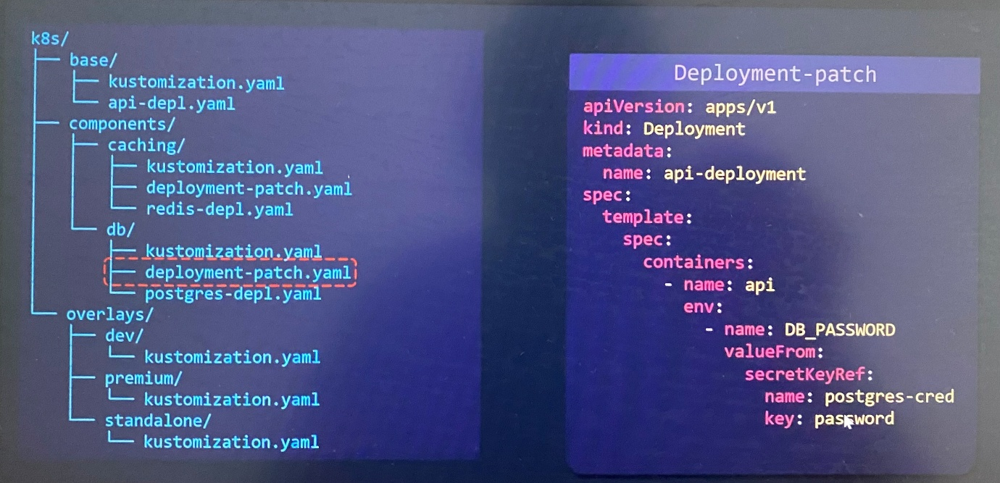 k8s/
├── base/
│   ├── kustomization.yaml
│   └── api-depl.yaml
├── components/
│   ├── caching/
│   │   ├── kustomization.yaml
│   │   ├── deployment-patch.yaml
│   │   └── redis-depl.yaml
│   └── db/
│       ├── kustomization.yaml
│       ├── deployment-patch.yaml
│       └── postgres-depl.yaml
└── overlays/
    ├── dev/
    │   └── kustomization.yaml
    ├── premium/
    │   └── kustomization.yaml
    └── standalone/
        └── kustomization.yaml
Deployment-patch
apiVersion: apps/v1
kind: Deployment
metadata:
  name: api-deployment
spec:
  template:
    spec:
      containers:
        - name: api
          env:
            - name: DB_PASSWORD
              valueFrom:
                secretKeyRef:
                  name: postgres-cred
                  key: password